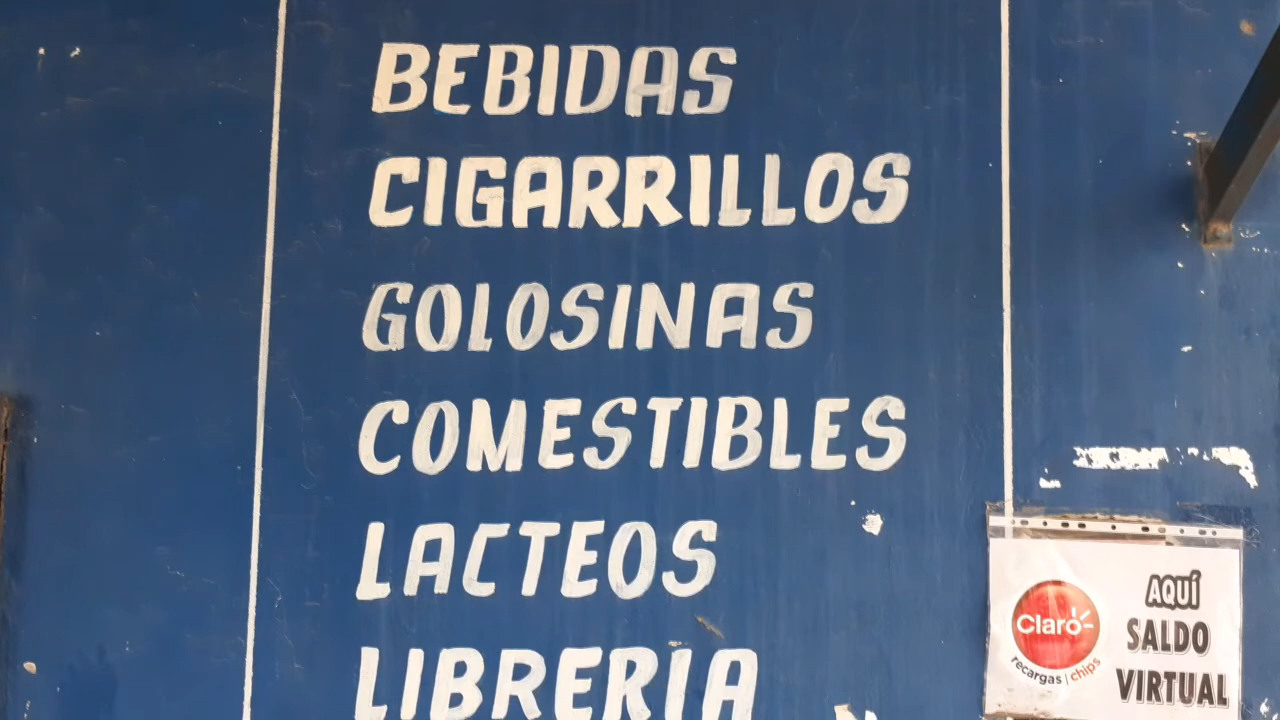 BEBIDAS
CIGARRILLOS
GOLOSINAS
COMESTIBLES
LACTEOS
LIBRERIA
Claro
recargas | chips
AQUÍ
SALDO
VIRTUAL